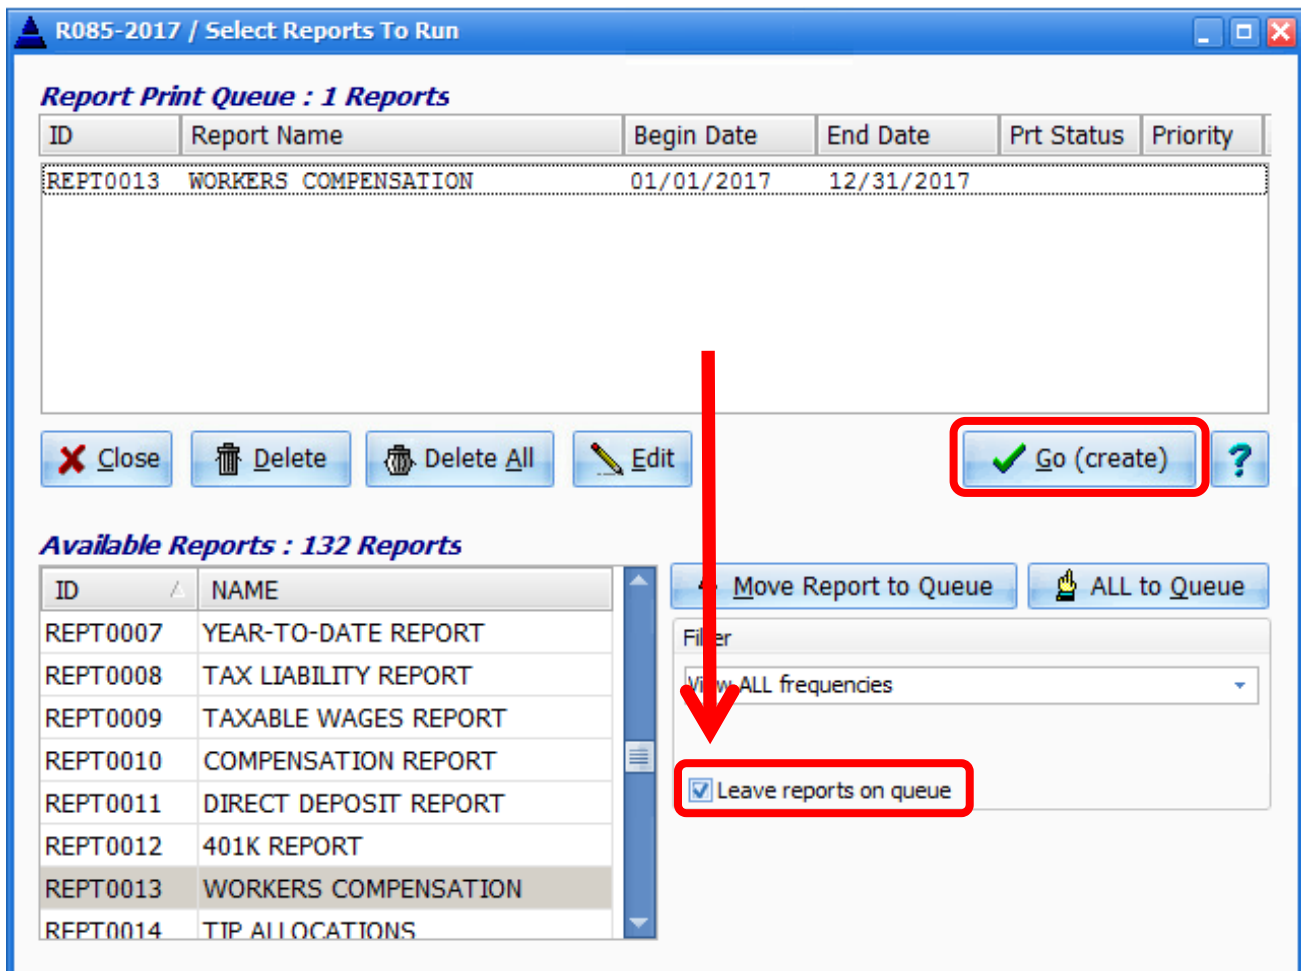 R085-2017 / Select Reports To Run
Report Print Queue : 1 Reports
ID Report Name Begin Date End Date Prt Status Priority
REPT0013 WORKERS COMPENSATION 01/01/2017 12/31/2017
Close Delete Delete All Edit Go (create) ?
Available Reports : 132 Reports
ID NAME
Move Report to Queue ALL to Queue
REPT0007 YEAR-TO-DATE REPORT
Filter
REPT0008 TAX LIABILITY REPORT
View ALL frequencies
REPT0009 TAXABLE WAGES REPORT
REPT0010 COMPENSATION REPORT
Leave reports on queue
REPT0011 DIRECT DEPOSIT REPORT
REPT0012 401K REPORT
REPT0013 WORKERS COMPENSATION
REPT0014 TIP ALLOCATIONS